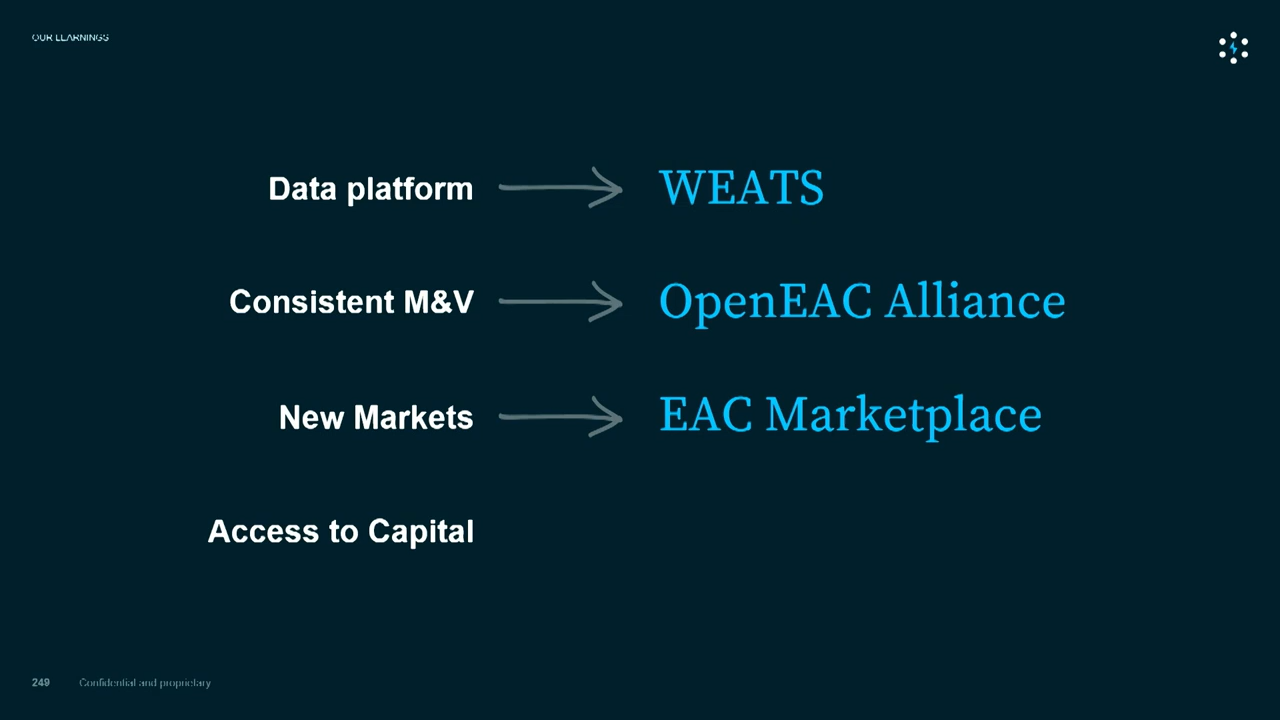 OUR LEARNINGS
Data platform WEATS
Consistent M&V OpenEAC Alliance
New Markets EAC Marketplace
Access to Capital
249 Confidential and proprietary